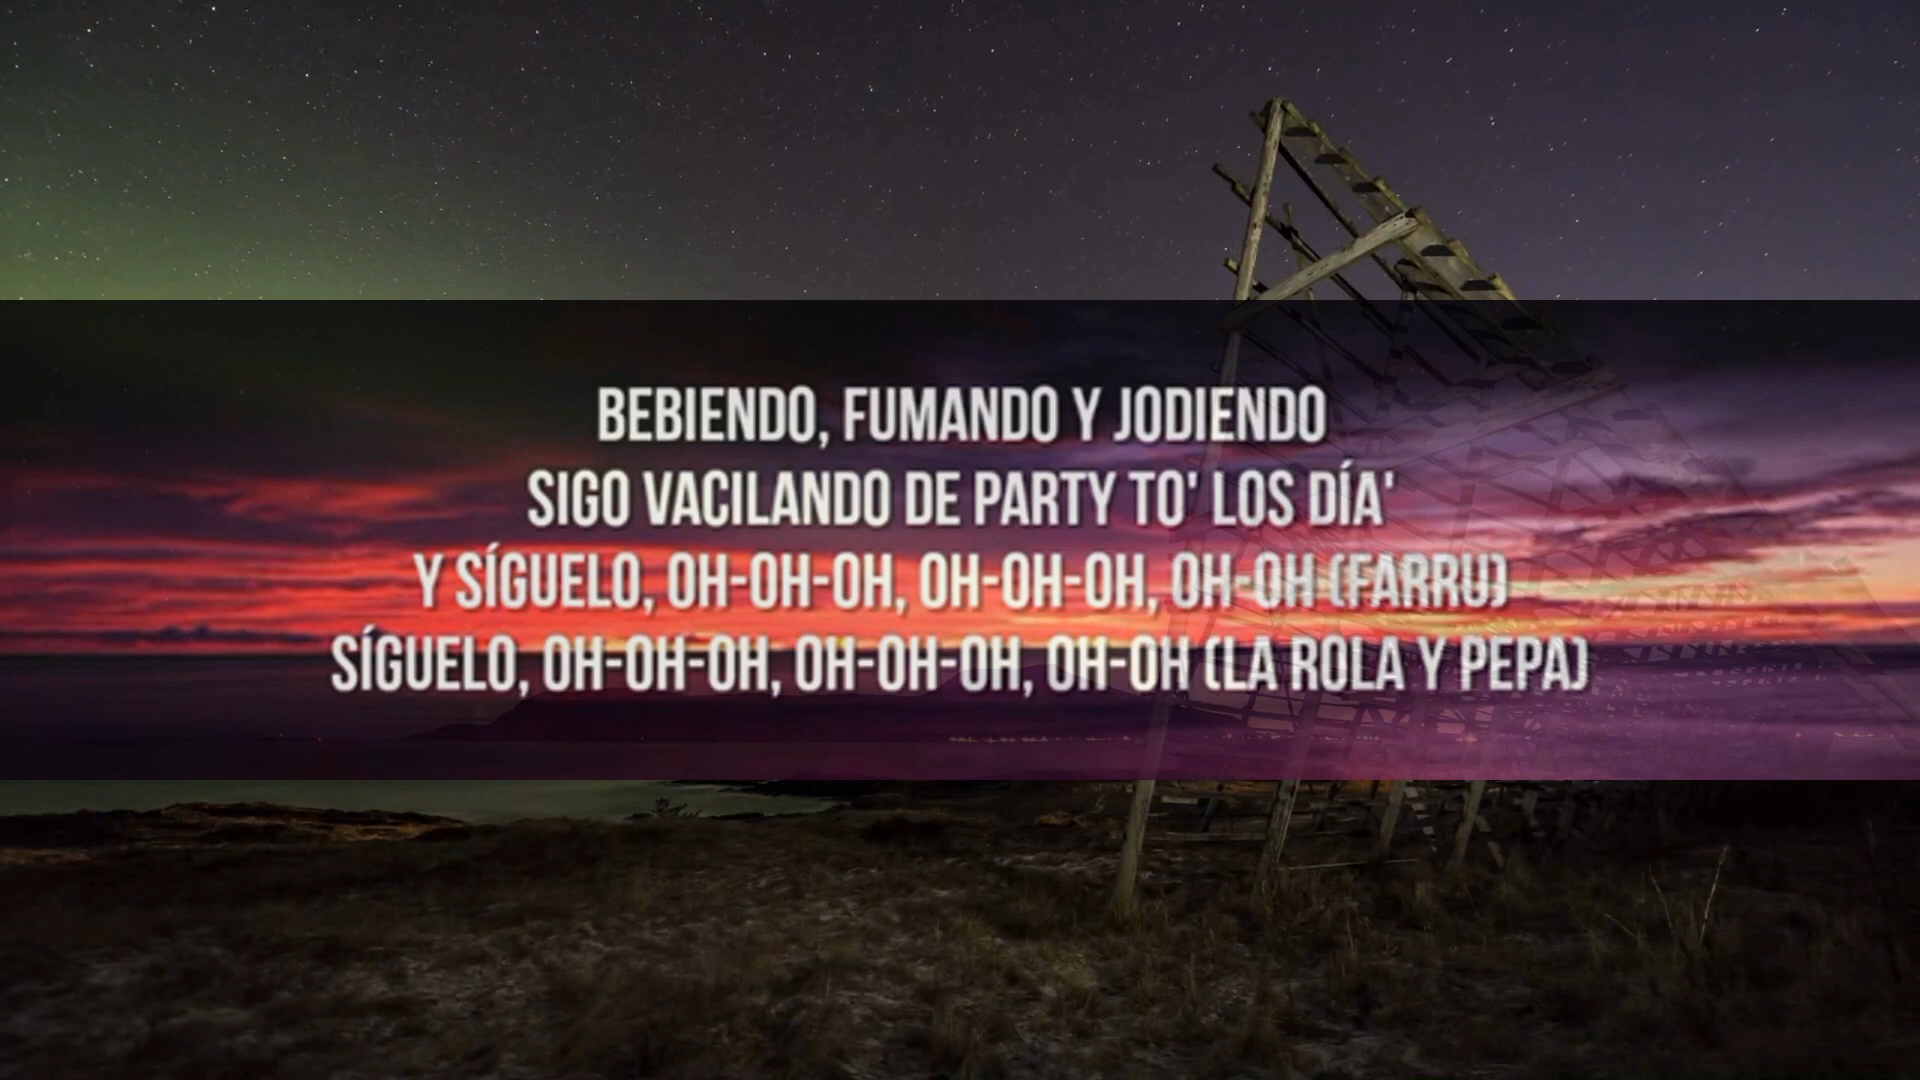 BEBIENDO, FUMANDO Y JODIENDO
SIGO VACILANDO DE PARTY TO' LOS DÍA'
Y SÍGUELO, OH-OH-OH, OH-OH-OH, OH-OH (FARRU)
SÍGUELO, OH-OH-OH, OH-OH-OH, OH-OH (LA ROLA Y PEPA)